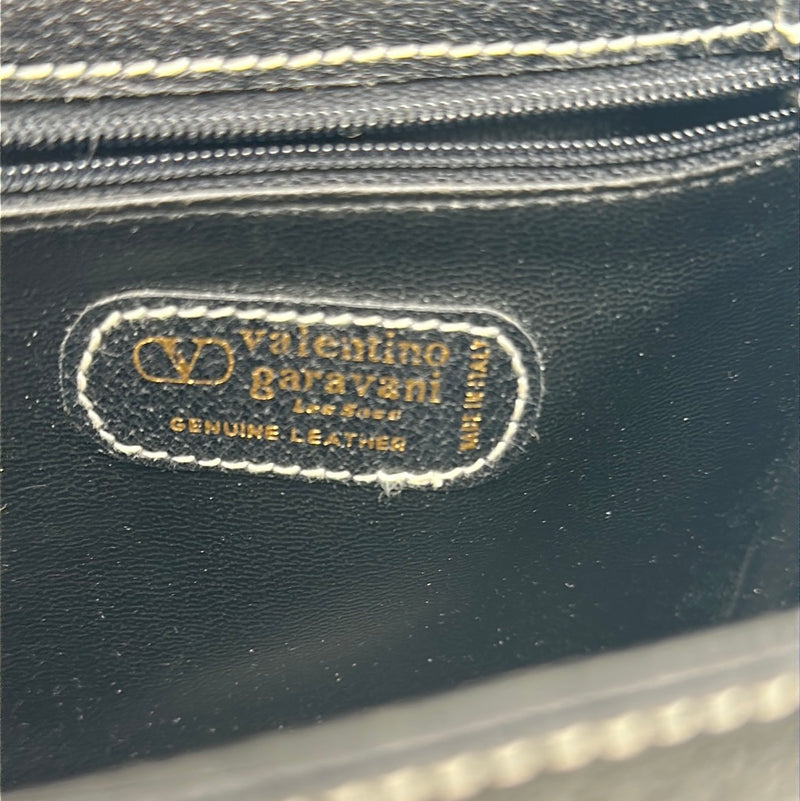 V
valentino
garavani
GENUINE LEATHER
MADE IN ITALY